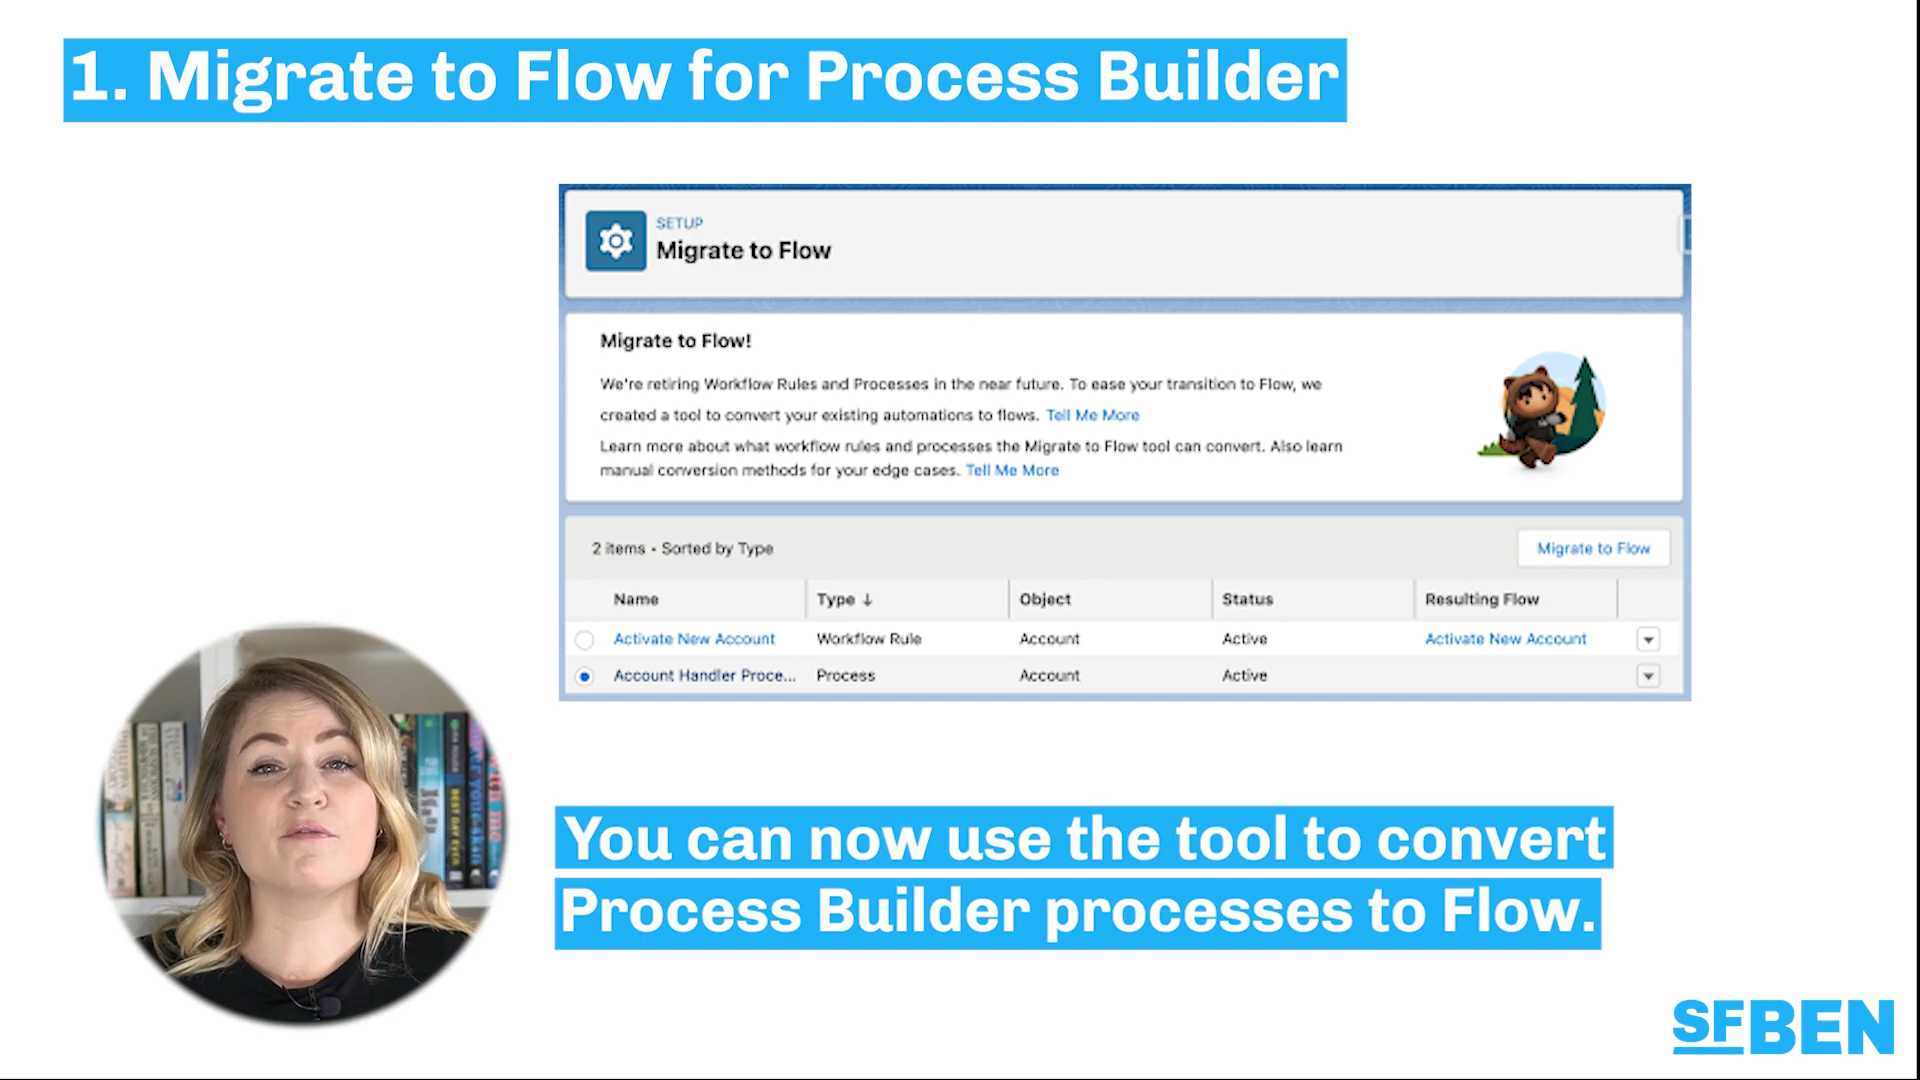 1. Migrate to Flow for Process Builder
SETUP
Migrate to Flow
Migrate to Flow!
We're retiring Workflow Rules and Processes in the near future. To ease your transition to Flow, we
created a tool to convert your existing automations to flows. Tell Me More
Learn more about what workflow rules and processes the Migrate to Flow tool can convert. Also learn
manual conversion methods for your edge cases. Tell Me More
2 items • Sorted by Type
Migrate to Flow
Name Type ↓ Object Status Resulting Flow
Activate New Account Workflow Rule Account Active Activate New Account
Account Handler Proce... Process Account Active
BEST DAY EVER
You can now use the tool to convert
Process Builder processes to Flow.
SFBEN